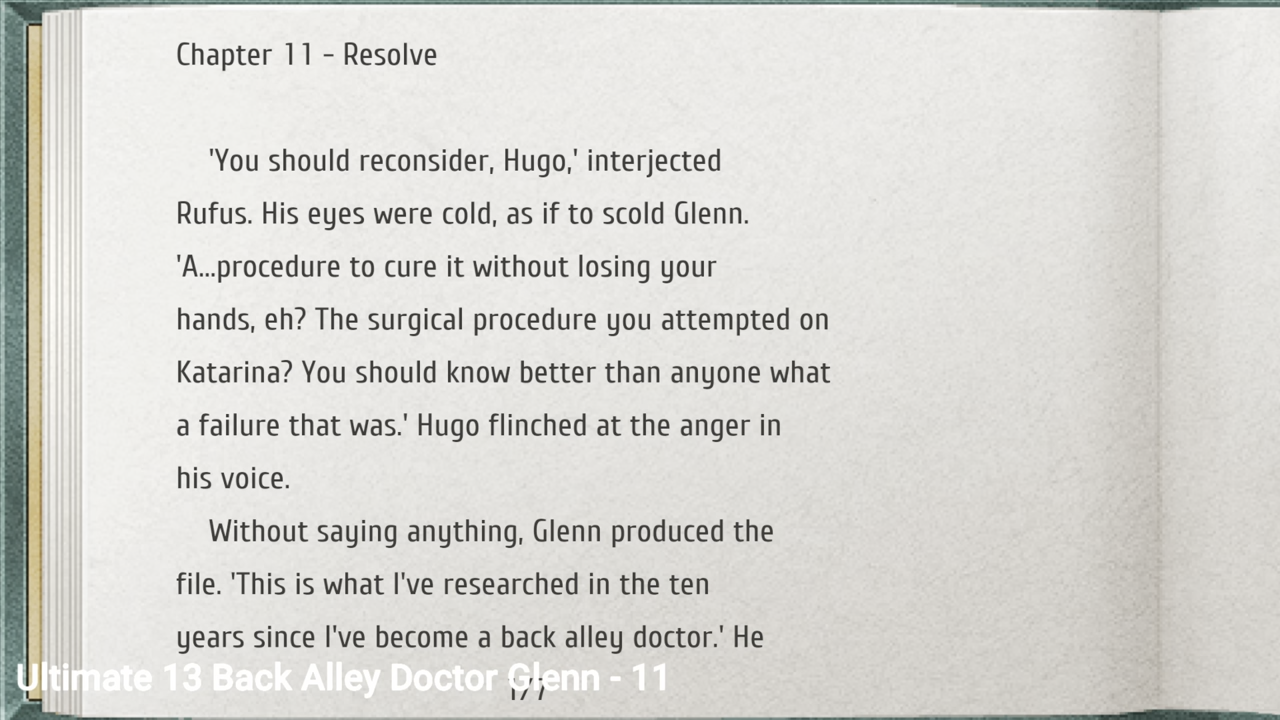 Chapter 11 - Resolve
'You should reconsider, Hugo,' interjected
Rufus. His eyes were cold, as if to scold Glenn.
'A...procedure to cure it without losing your
hands, eh? The surgical procedure you attempted on
Katarina? You should know better than anyone what
a failure that was.' Hugo flinched at the anger in
his voice.
Without saying anything, Glenn produced the
file. 'This is what I've researched in the ten
years since I've become a back alley doctor.' He
Ultimate 13 Back Alley Doctor Glenn - 11